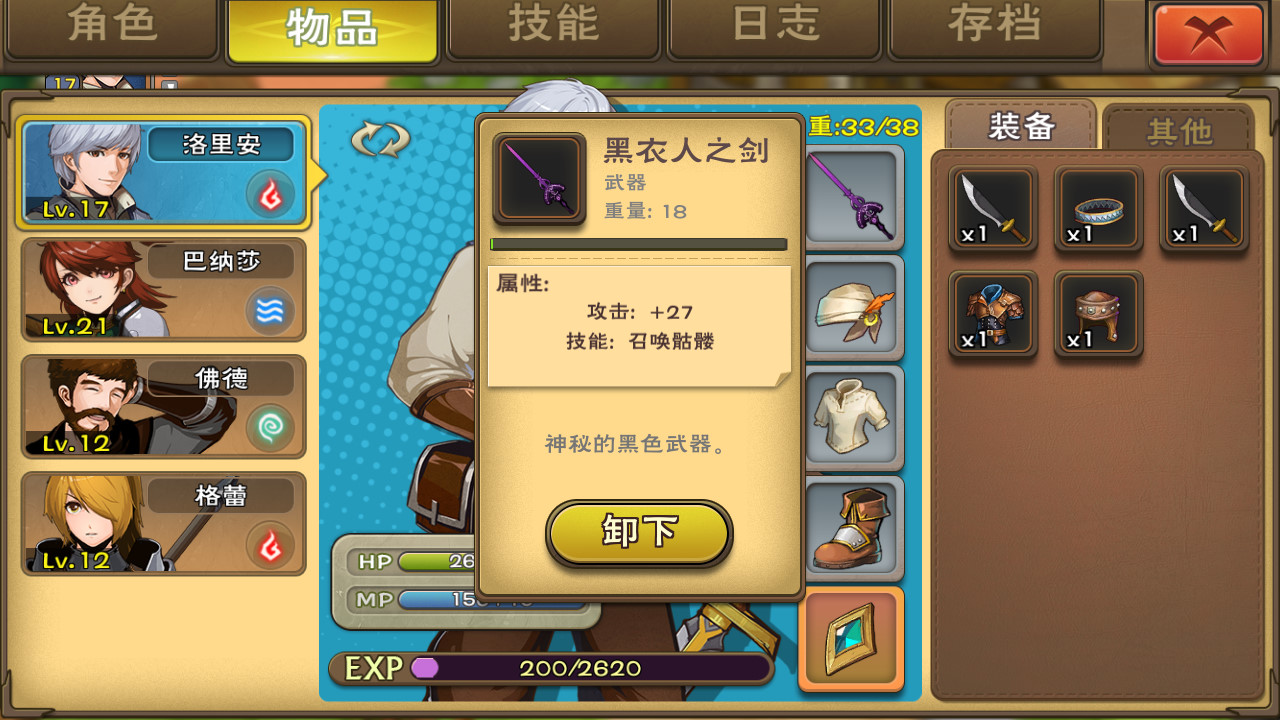 角色
物品
技能
日志
存档
17
洛里安
Lv.17
巴纳莎
Lv.21
佛德
Lv.12
格蕾
Lv.12
重:33/38
黑衣人之剑
武器
重量: 18
属性:
攻击: +27
技能: 召唤骷髅
神秘的黑色武器。
卸下
HP 26
MP
EXP 200/2620
装备
其他
x1
x1
x1
x1
x1